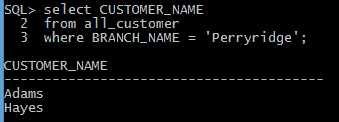 SQL> select CUSTOMER_NAME
  2  from all_customer
  3  where BRANCH_NAME = 'Perryridge';
CUSTOMER_NAME
----------------------------------------
Adams
Hayes